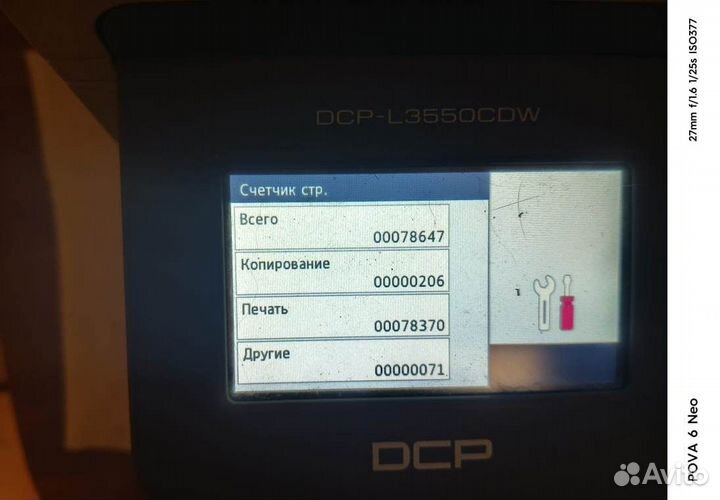 DCP-L3550CDW
Счетчик стр.
Всего
00078647
Копирование
00000206
Печать
00078370
Другие
00000071
DCP
27mm f/1.6 1/25s ISO377
POVA 6 Neo
Avito